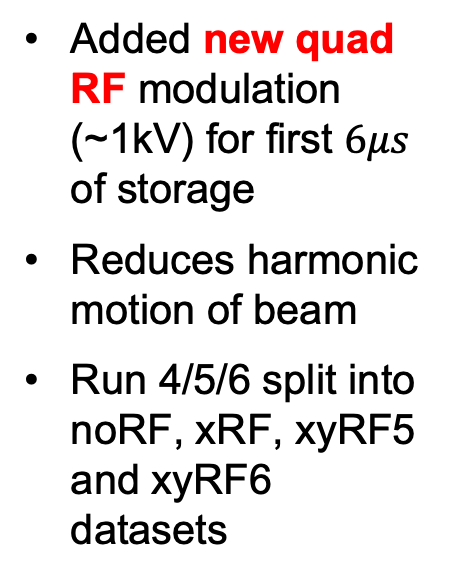 • Added new quad
RF modulation
(~1kV) for first 6μs
of storage
• Reduces harmonic
motion of beam
• Run 4/5/6 split into
noRF, xRF, xyRF5
and xyRF6
datasets